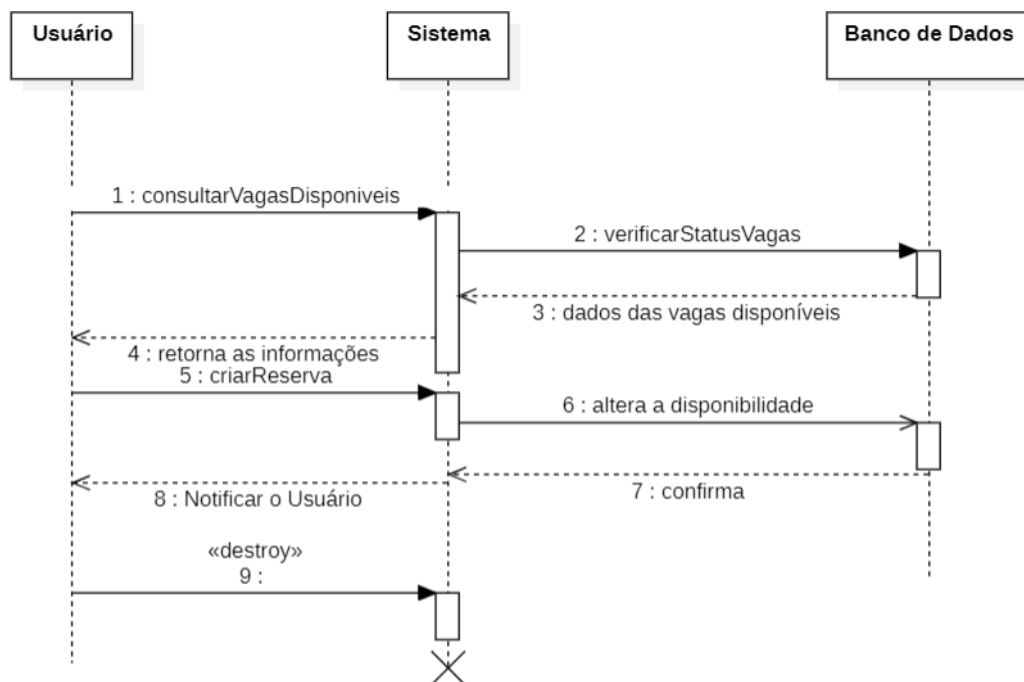 Usuário
Sistema
Banco de Dados
1 : consultarVagasDisponiveis
2 : verificarStatusVagas
3 : dados das vagas disponíveis
4 : retorna as informações
5 : criarReserva
6 : altera a disponibilidade
7 : confirma
8 : Notificar o Usuário
«destroy»
9 :